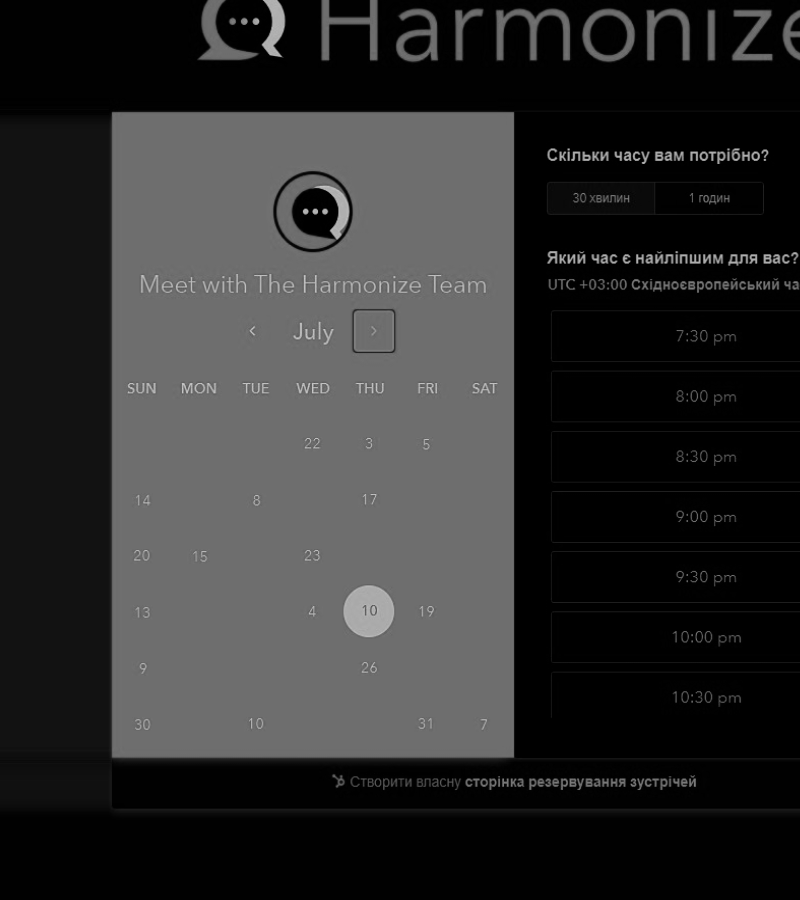 Harmonize
Meet with The Harmonize Team
July
SUN MON TUE WED THU FRI SAT
22 3 5
14 8 17
20 15 23
13 4 10 19
9 26
30 10 31 7
Скільки часу вам потрібно?
30 хвилин 1 годин
Який час є найліпшим для вас?
UTC +03:00 Східноєвропейський ча
7:30 pm
8:00 pm
8:30 pm
9:00 pm
9:30 pm
10:00 pm
10:30 pm
Створити власну сторінка резервування зустрічей